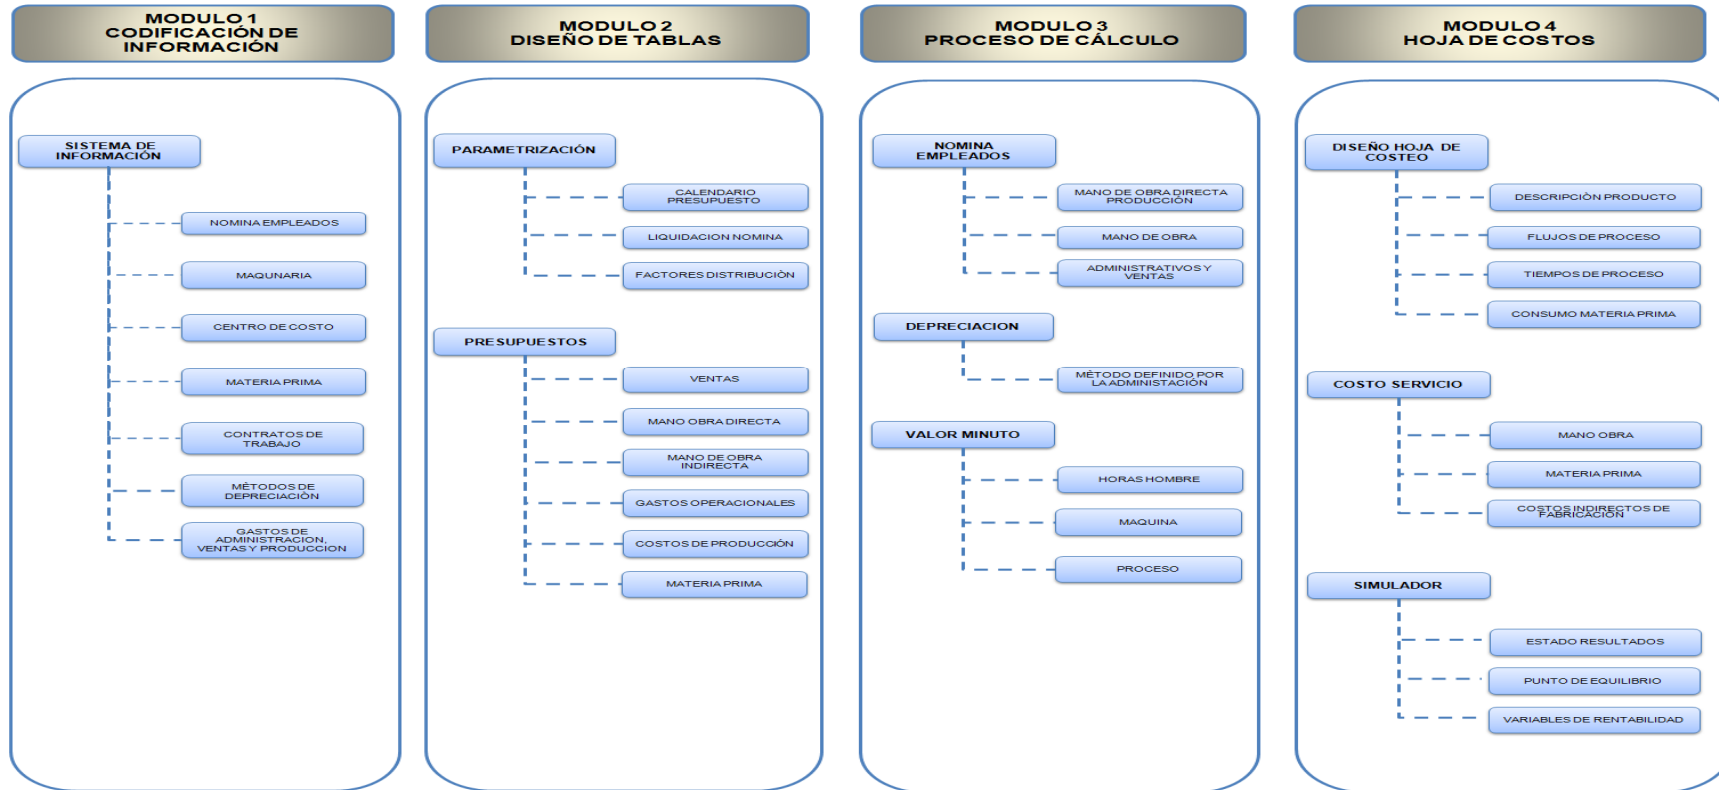 MODULO 1
CODIFICACIÓN DE
INFORMACIÓN
SISTEMA DE
INFORMACIÓN
NOMINA EMPLEADOS
MAQUNARIA
CENTRO DE COSTO
MATERIA PRIMA
CONTRATOS DE
TRABAJO
MÈTODOS DE
DEPRECIACIÒN
GASTOS DE
ADMINISTRACION,
VENTAS Y PRODUCCION
MODULO 2
DISEÑO DE TABLAS
PARAMETRIZACIÓN
CALENDARIO
PRESUPUESTO
LIQUIDACION NOMINA
FACTORES DISTRIBUCIÒN
PRESUPUESTOS
VENTAS
MANO OBRA DIRECTA
MANO DE OBRA
INDIRECTA
GASTOS OPERACIONALES
COSTOS DE PRODUCCIÓN
MATERIA PRIMA
MODULO 3
PROCESO DE CÁLCULO
NOMINA
EMPLEADOS
MANO DE OBRA DIRECTA
PRODUCCIÓN
MANO DE OBRA
ADMINISTRATIVOS Y
VENTAS
DEPRECIACION
MÈTODO DEFINIDO POR
LA ADMINISTACIÓN
VALOR MINUTO
HORAS HOMBRE
MAQUINA
PROCESO
MODULO 4
HOJA DE COSTOS
DISEÑO HOJA DE
COSTEO
DESCRIPCIÒN PRODUCTO
FLUJOS DE PROCESO
TIEMPOS DE PROCESO
CONSUMO MATERIA PRIMA
COSTO SERVICIO
MANO OBRA
MATERIA PRIMA
COSTOS INDIRECTOS DE
FABRICACIÓN
SIMULADOR
ESTADO RESULTADOS
PUNTO DE EQUILIBRIO
VARIABLES DE RENTABILIDAD